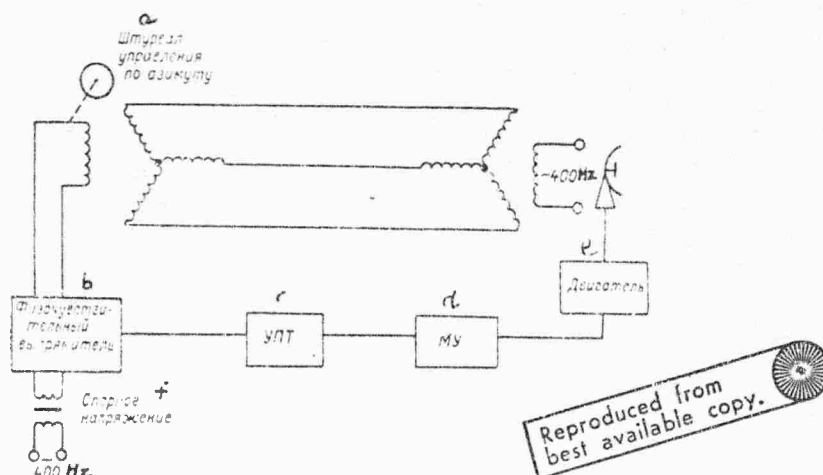 a
Штурвал
управления
по азимуту
~400Hz
b
Фазочувстви-
тельный
выпрямитель
c
УПТ
d
МУ
e
Двигатель
Опорное
напряжение
400 Hz
Reproduced from
best available copy.